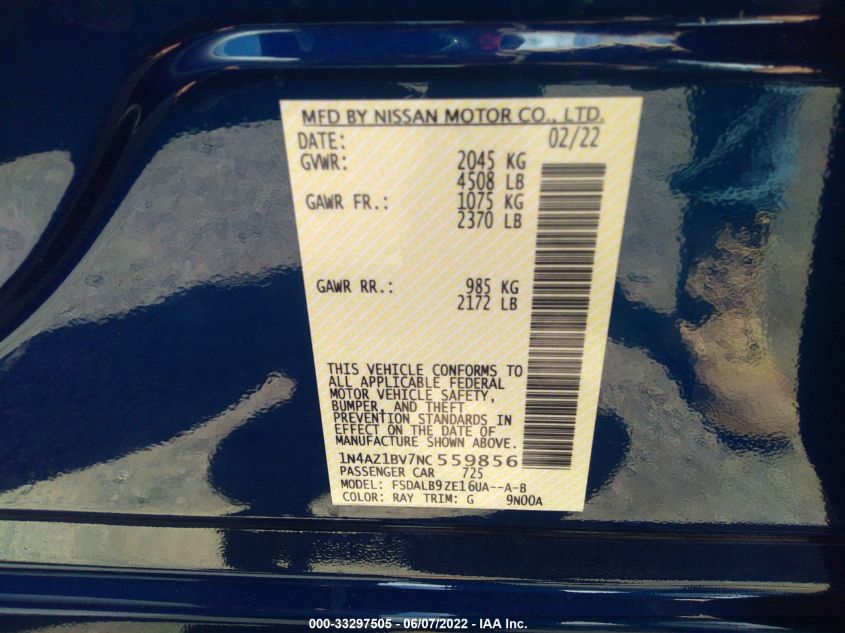 MFD BY NISSAN MOTOR CO., LTD.
DATE: 02/22
GVWR: 2045 KG
4508 LB
GAWR FR.: 1075 KG
2370 LB
GAWR RR.: 985 KG
2172 LB
THIS VEHICLE CONFORMS TO
ALL APPLICABLE FEDERAL
MOTOR VEHICLE SAFETY,
BUMPER, AND THEFT
PREVENTION STANDARDS IN
EFFECT ON THE DATE OF
MANUFACTURE SHOWN ABOVE.
1N4AZ1BV7NC559856
PASSENGER CAR 725
MODEL: FSDALB9ZE16UA--A-B
COLOR: RAY TRIM: G 9N00A
000-33297505 - 06/07/2022 - IAA Inc.